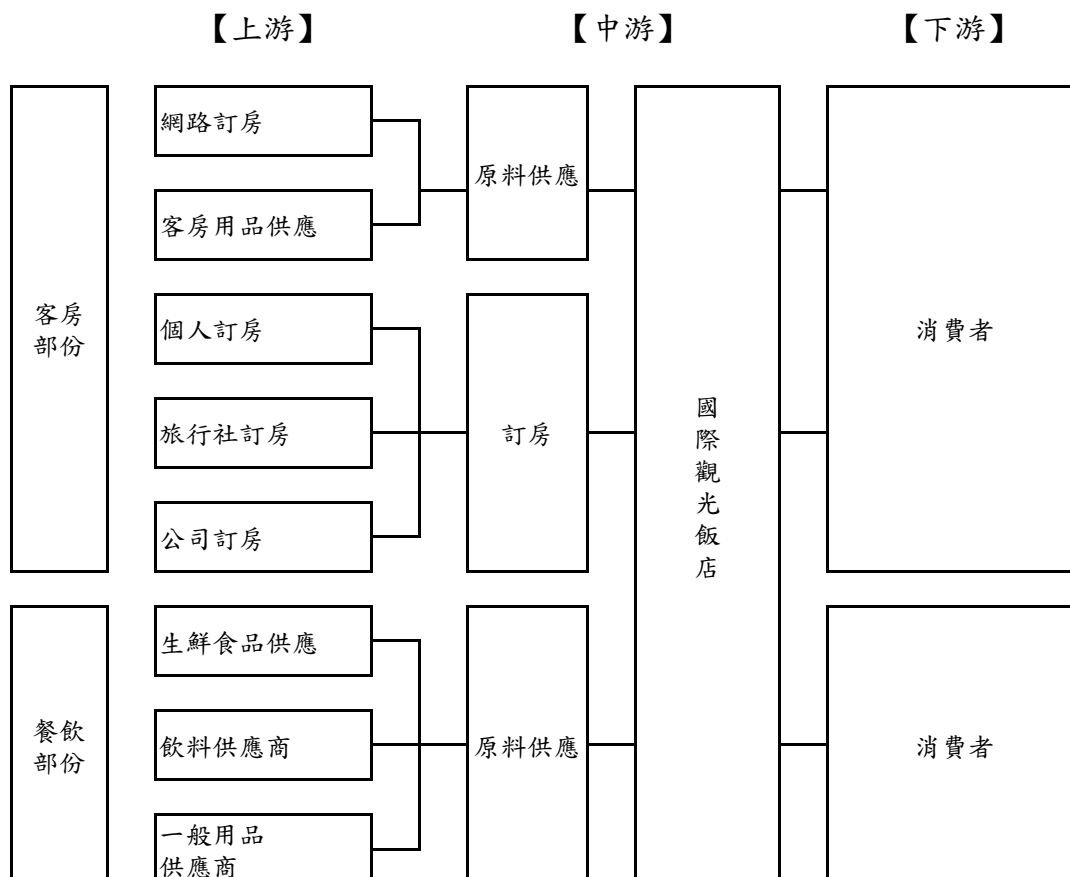 【上游】 【中游】 【下游】
網路訂房
客房用品供應
原料供應
客房
部份
個人訂房
旅行社訂房
公司訂房
訂房
國
際
觀
光
飯
店
消費者
餐飲
部份
生鮮食品供應
飲料供應商
一般用品
供應商
原料供應
消費者